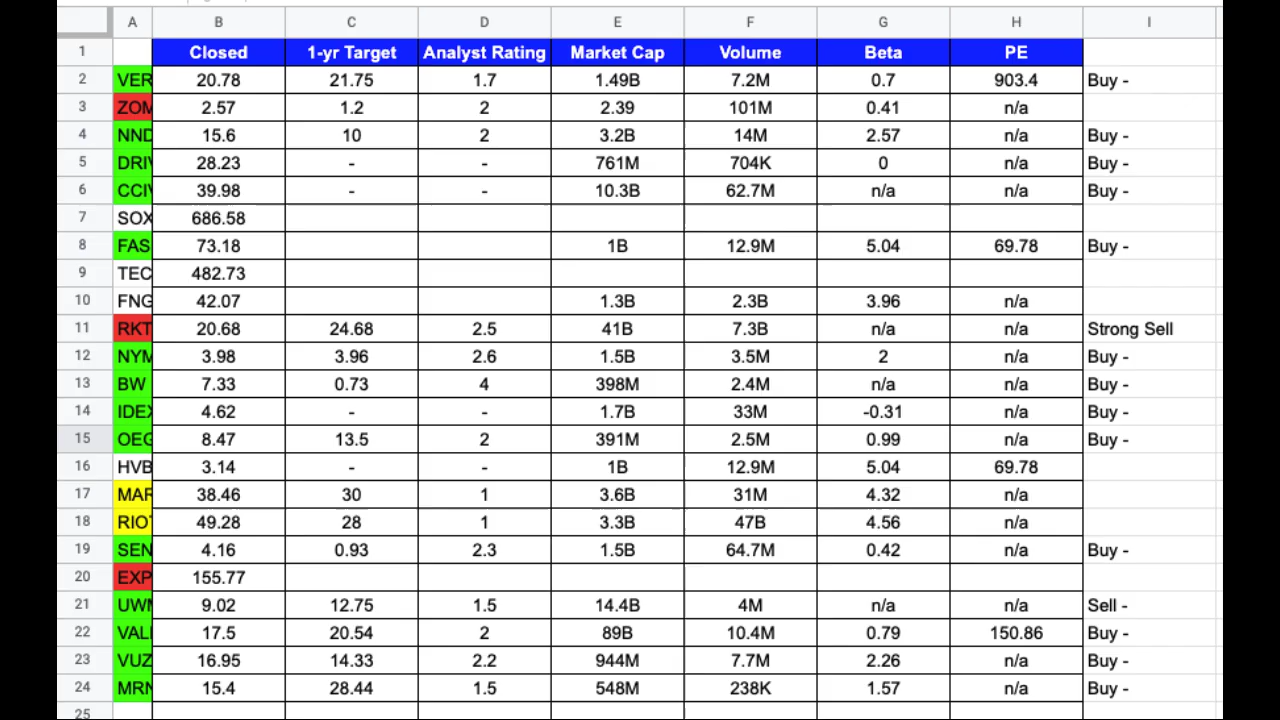 A B C D E F G H I
1 Closed 1-yr Target Analyst Rating Market Cap Volume Beta PE
2 VER 20.78 21.75 1.7 1.49B 7.2M 0.7 903.4 Buy -
3 ZOM 2.57 1.2 2 2.39 101M 0.41 n/a
4 NND 15.6 10 2 3.2B 14M 2.57 n/a Buy -
5 DRIV 28.23 - - 761M 704K 0 n/a Buy -
6 CCIV 39.98 - - 10.3B 62.7M n/a n/a Buy -
7 SOX 686.58
8 FAS 73.18 1B 12.9M 5.04 69.78 Buy -
9 TEC 482.73
10 FNG 42.07 1.3B 2.3B 3.96 n/a
11 RKT 20.68 24.68 2.5 41B 7.3B n/a n/a Strong Sell
12 NYM 3.98 3.96 2.6 1.5B 3.5M 2 n/a Buy -
13 BW 7.33 0.73 4 398M 2.4M n/a n/a Buy -
14 IDEX 4.62 - - 1.7B 33M -0.31 n/a Buy -
15 OEG 8.47 13.5 2 391M 2.5M 0.99 n/a Buy -
16 HVB 3.14 - - 1B 12.9M 5.04 69.78
17 MAR 38.46 30 1 3.6B 31M 4.32 n/a
18 RIOT 49.28 28 1 3.3B 47B 4.56 n/a
19 SEN 4.16 0.93 2.3 1.5B 64.7M 0.42 n/a Buy -
20 EXP 155.77
21 UWM 9.02 12.75 1.5 14.4B 4M n/a n/a Sell -
22 VAL 17.5 20.54 2 89B 10.4M 0.79 150.86 Buy -
23 VUZ 16.95 14.33 2.2 944M 7.7M 2.26 n/a Buy -
24 MRN 15.4 28.44 1.5 548M 238K 1.57 n/a Buy -
25